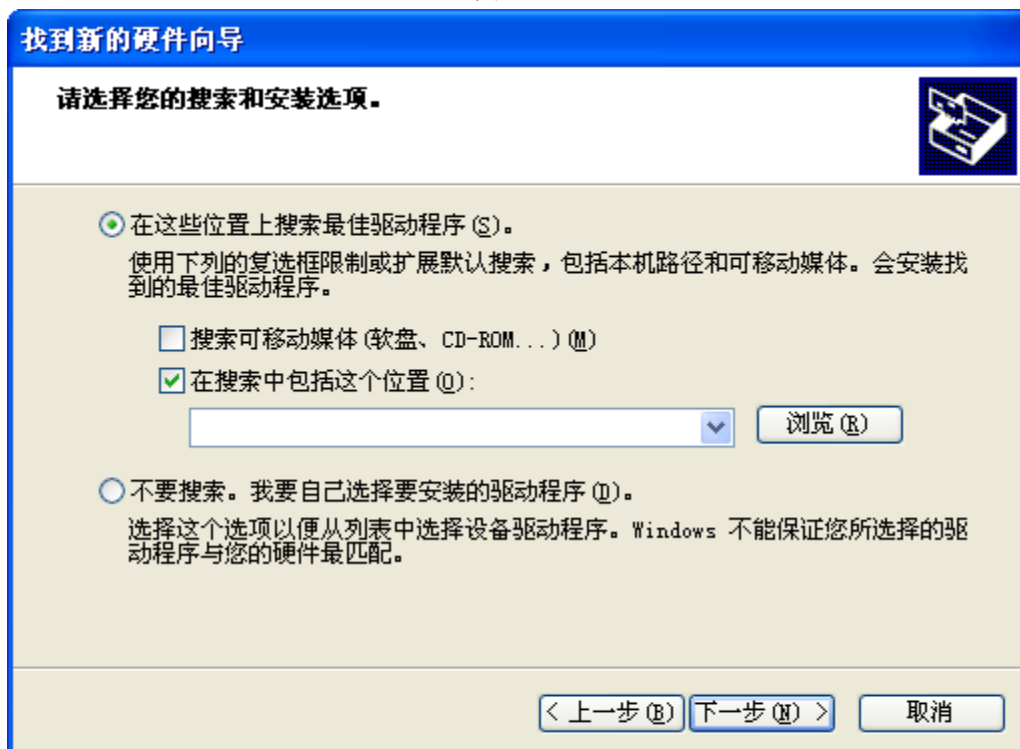 找到新的硬件向导
请选择您的搜索和安装选项。
在这些位置上搜索最佳驱动程序(S)。
使用下列的复选框限制或扩展默认搜索，包括本机路径和可移动媒体。会安装找
到的最佳驱动程序。
搜索可移动媒体(软盘、CD-ROM...)(M)
在搜索中包括这个位置(O):
浏览(R)
不要搜索。我要自己选择要安装的驱动程序(D)。
选择这个选项以便从列表中选择设备驱动程序。Windows 不能保证您所选择的驱
动程序与您的硬件最匹配。
< 上一步(B) 下一步(N) > 取消